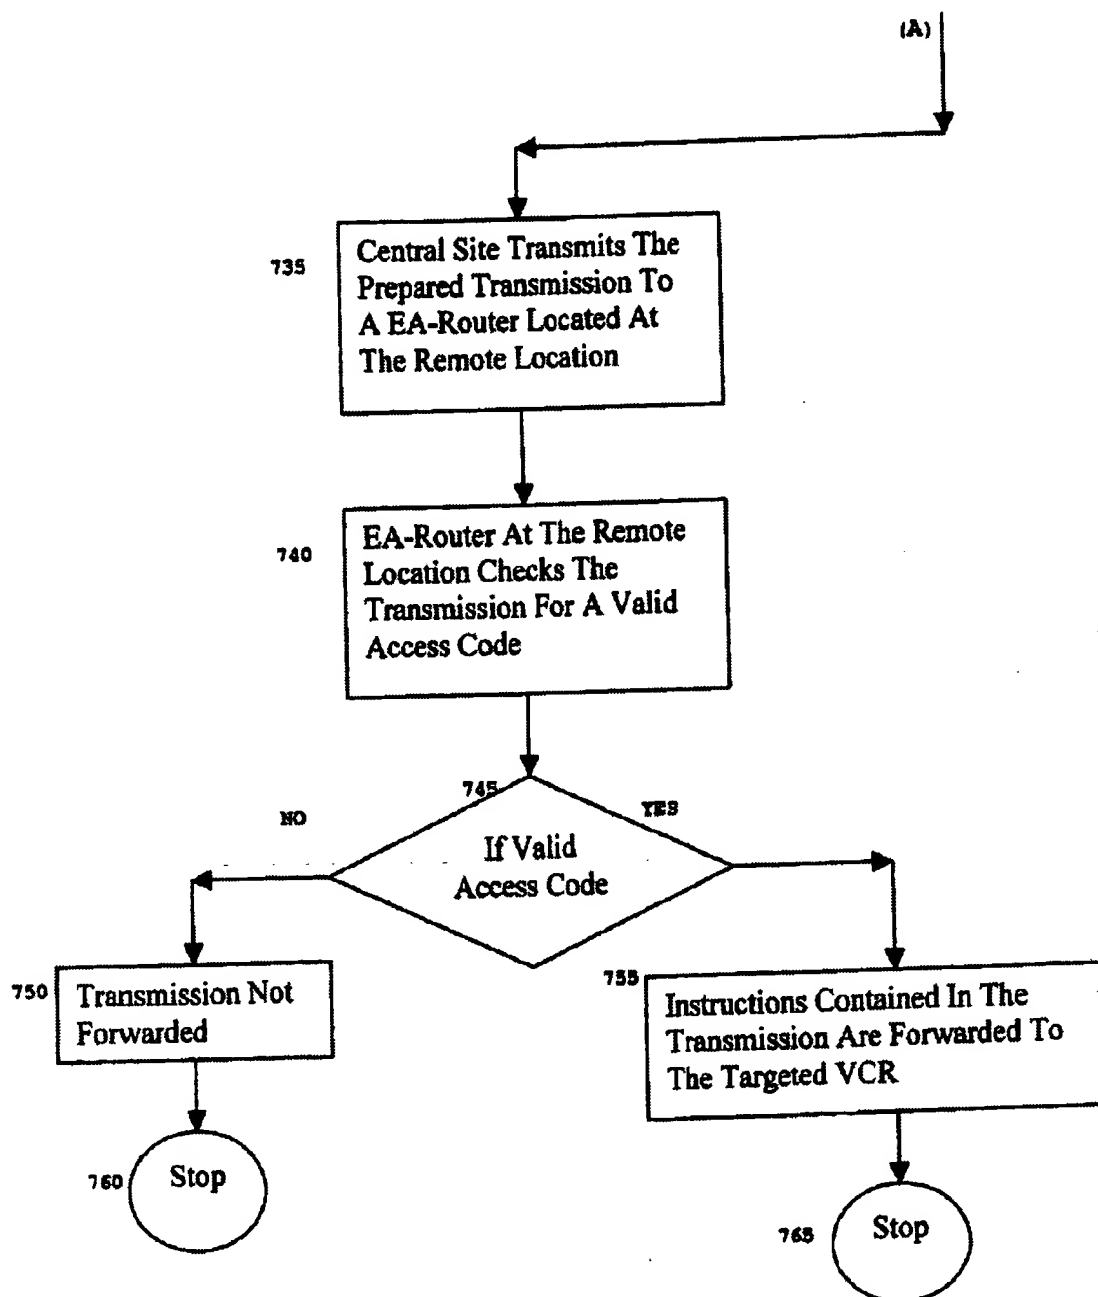 (A)
735
Central Site Transmits The
Prepared Transmission To
A EA-Router Located At
The Remote Location
740
EA-Router At The Remote
Location Checks The
Transmission For A Valid
Access Code
745
NO
YES
If Valid
Access Code
750
Transmission Not
Forwarded
755
Instructions Contained In The
Transmission Are Forwarded To
The Targeted VCR
760
Stop
765
Stop